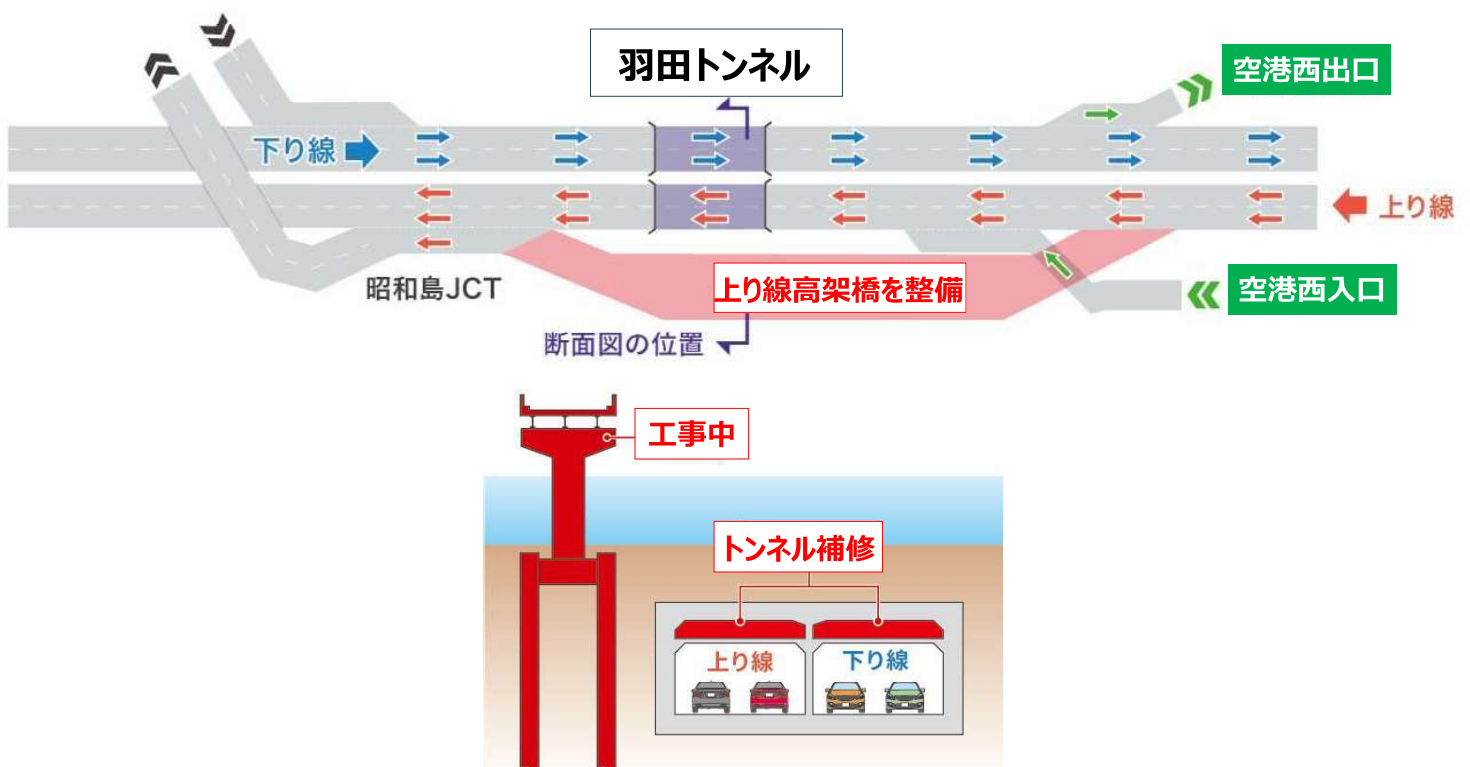 羽田トンネル
空港西出口
下り線
上り線
昭和島JCT
上り線高架橋を整備
空港西入口
断面図の位置
工事中
トンネル補修
上り線
下り線